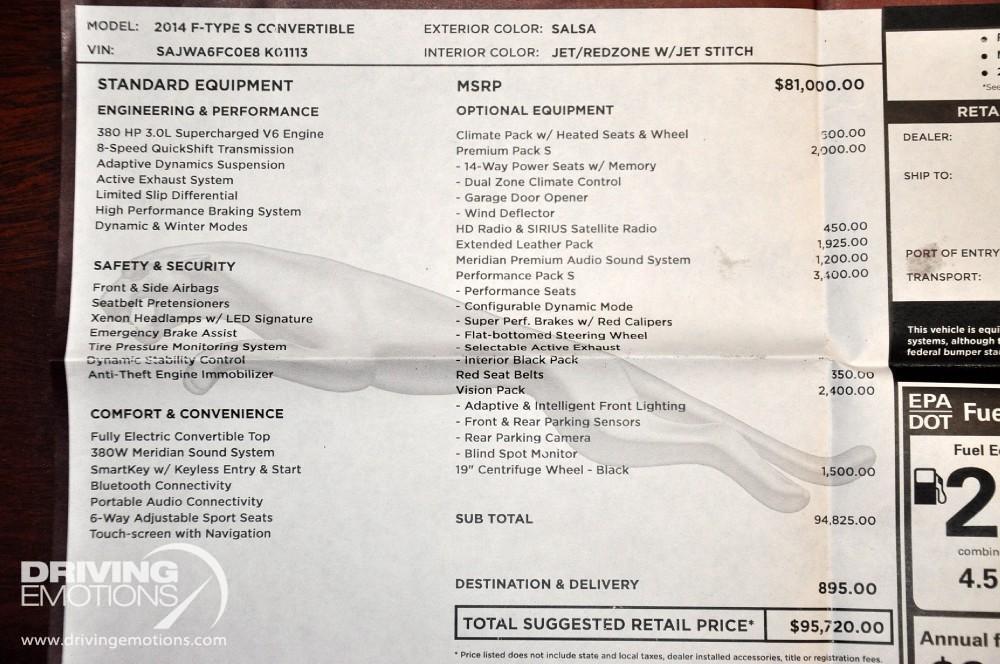 MODEL: 2014 F-TYPE S CONVERTIBLE EXTERIOR COLOR: SALSA
VIN: SAJWA6FC0E8 K01113 INTERIOR COLOR: JET/REDZONE W/JET STITCH
STANDARD EQUIPMENT
ENGINEERING & PERFORMANCE
380 HP 3.0L Supercharged V6 Engine
8-Speed QuickShift Transmission
Adaptive Dynamics Suspension
Active Exhaust System
Limited Slip Differential
High Performance Braking System
Dynamic & Winter Modes
SAFETY & SECURITY
Front & Side Airbags
Seatbelt Pretensioners
Xenon Headlamps w/ LED Signature
Emergency Brake Assist
Tire Pressure Monitoring System
Dynamic Stability Control
Anti-Theft Engine Immobilizer
COMFORT & CONVENIENCE
Fully Electric Convertible Top
380W Meridian Sound System
SmartKey w/ Keyless Entry & Start
Bluetooth Connectivity
Portable Audio Connectivity
6-Way Adjustable Sport Seats
Touch-screen with Navigation
MSRP $81,000.00
OPTIONAL EQUIPMENT
Climate Pack w/ Heated Seats & Wheel 600.00
Premium Pack S 2,000.00
- 14-Way Power Seats w/ Memory
- Dual Zone Climate Control
- Garage Door Opener
- Wind Deflector
HD Radio & SIRIUS Satellite Radio 450.00
Extended Leather Pack 1,925.00
Meridian Premium Audio Sound System 1,200.00
Performance Pack S 3,400.00
- Performance Seats
- Configurable Dynamic Mode
- Super Perf. Brakes w/ Red Calipers
- Flat-bottomed Steering Wheel
- Selectable Active Exhaust
- Interior Black Pack
Red Seat Belts 350.00
Vision Pack 2,400.00
- Adaptive & Intelligent Front Lighting
- Front & Rear Parking Sensors
- Rear Parking Camera
- Blind Spot Monitor
19" Centrifuge Wheel - Black 1,500.00
SUB TOTAL 94,825.00
DESTINATION & DELIVERY 895.00
TOTAL SUGGESTED RETAIL PRICE* $95,720.00
* Price listed does not include state and local taxes, dealer installed accessories, title or registration fees.
*See
RETA
DEALER:
SHIP TO:
PORT OF ENTRY
TRANSPORT:
This vehicle is equi
systems, although t
federal bumper sta
EPA
DOT Fue
Fuel E
2
combin
4.5
Annual f
DRIVING
EMOTIONS
www.drivingemotions.com